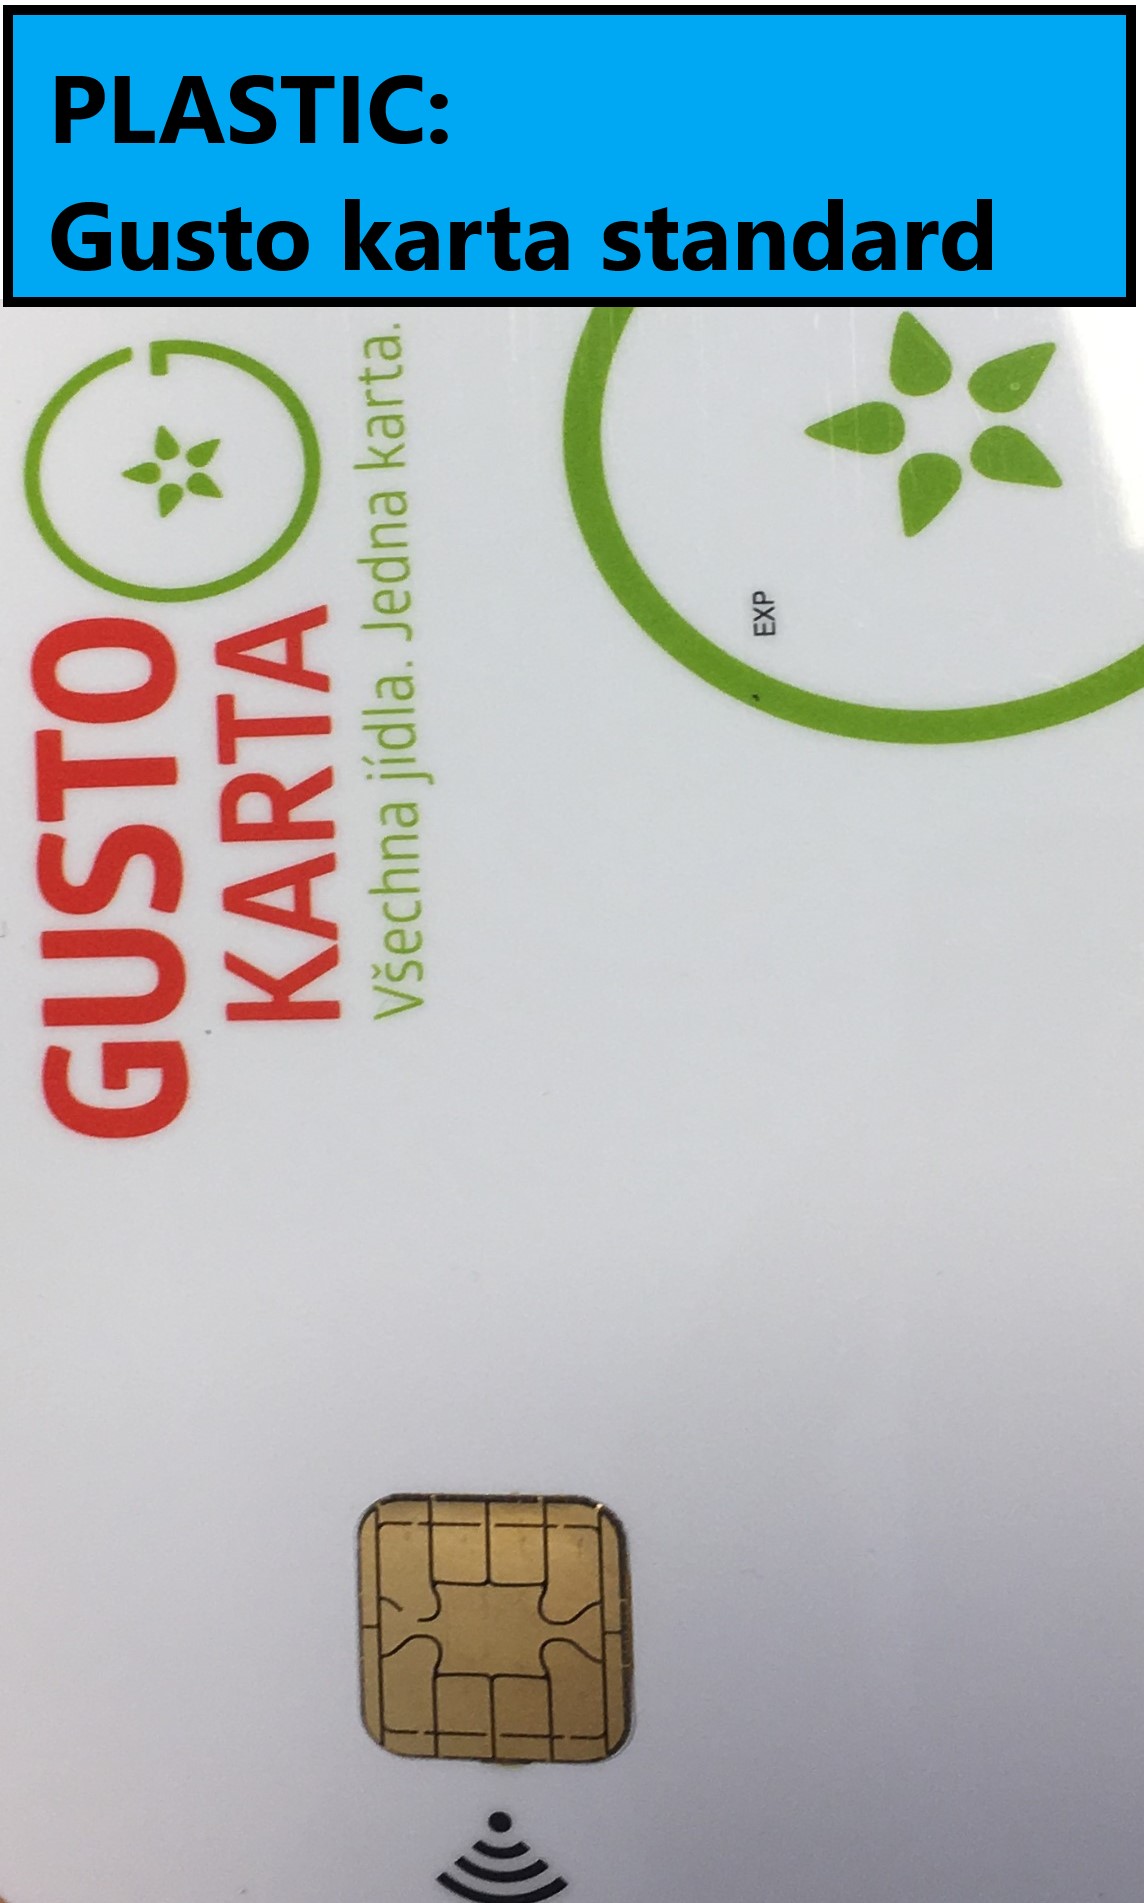 PLASTIC:
Gusto karta standard
GUSTO
KARTA
Všechna jídla. Jedna karta.
EXP